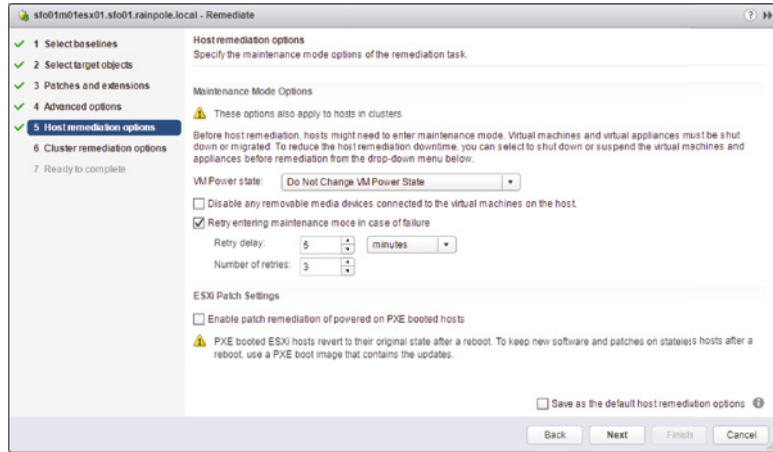 sfo01m01esx01.sfo01.rainpole.local - Remediate
1 Select baselines
2 Select target objects
3 Patches and extensions
4 Advanced options
5 Host remediation options
6 Cluster remediation options
7 Ready to complete
Host remediation options
Specify the maintenance mode options of the remediation task.
Maintenance Mode Options
These options also apply to hosts in clusters.
Before host remediation, hosts might need to enter maintenance mode. Virtual machines and virtual appliances must be shut
down or migrated. To reduce the host remediation downtime, you can select to shut down or suspend the virtual machines and
appliances before remediation from the drop-down menu below.
VM Power state: Do Not Change VM Power State
Disable any removable media devices connected to the virtual machines on the host.
Retry entering maintenance mode in case of failure
Retry delay: 5 minutes
Number of retries: 3
ESXi Patch Settings
Enable patch remediation of powered on PXE booted hosts
PXE booted ESXi hosts revert to their original state after a reboot. To keep new software and patches on stateless hosts after a
reboot, use a PXE boot image that contains the updates.
Save as the default host remediation options
Back Next Finish Cancel